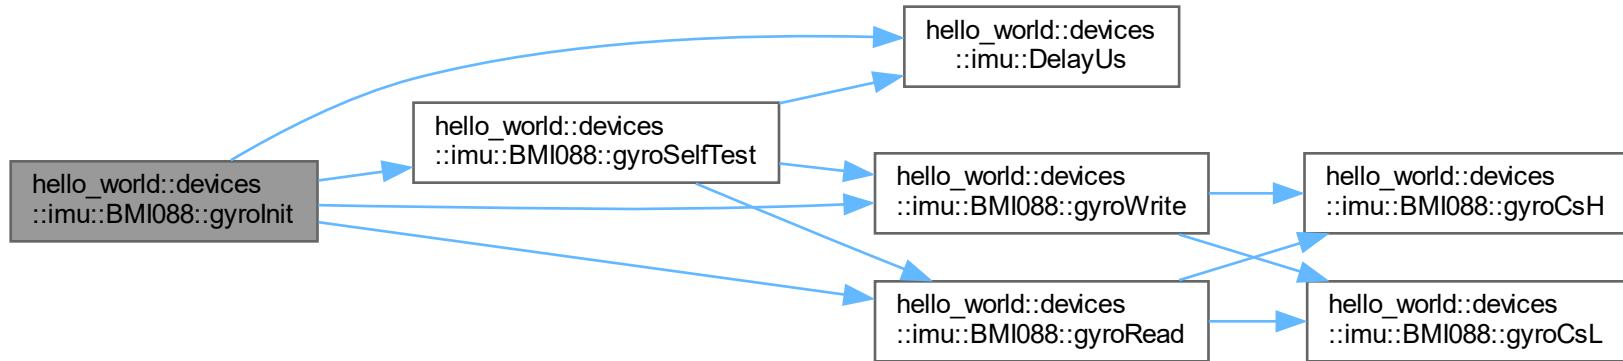 hello_world::devices
::imu::DelayUs
hello_world::devices
::imu::BMI088::gyroSelfTest
hello_world::devices
::imu::BMI088::gyroInit
hello_world::devices
::imu::BMI088::gyroWrite
hello_world::devices
::imu::BMI088::gyroCsH
hello_world::devices
::imu::BMI088::gyroRead
hello_world::devices
::imu::BMI088::gyroCsL